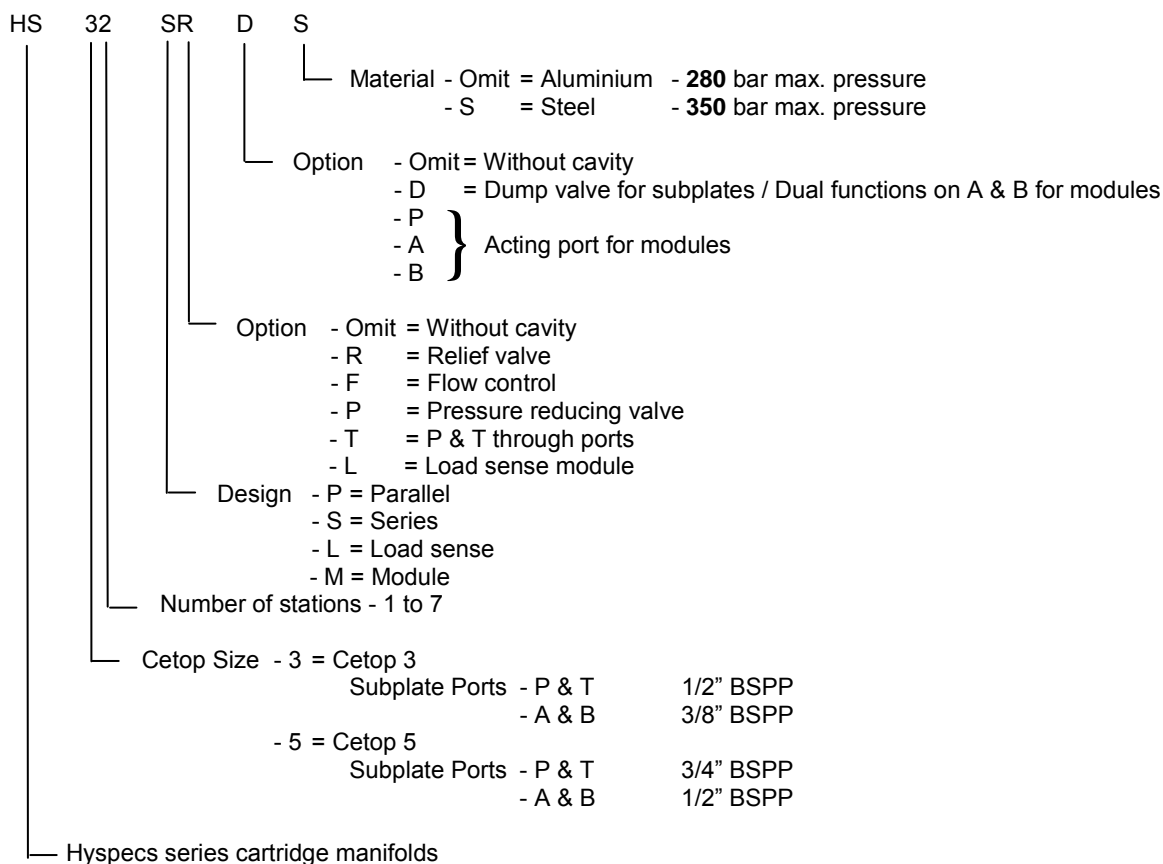 HS 32 SR D S
Material - Omit = Aluminium - 280 bar max. pressure
- S = Steel - 350 bar max. pressure
Option - Omit = Without cavity
- D = Dump valve for subplates / Dual functions on A & B for modules
- P
- A } Acting port for modules
- B
Option - Omit = Without cavity
- R = Relief valve
- F = Flow control
- P = Pressure reducing valve
- T = P & T through ports
- L = Load sense module
Design - P = Parallel
- S = Series
- L = Load sense
- M = Module
Number of stations - 1 to 7
Cetop Size - 3 = Cetop 3
Subplate Ports - P & T 1/2” BSPP
- A & B 3/8” BSPP
- 5 = Cetop 5
Subplate Ports - P & T 3/4” BSPP
- A & B 1/2” BSPP
Hyspecs series cartridge manifolds